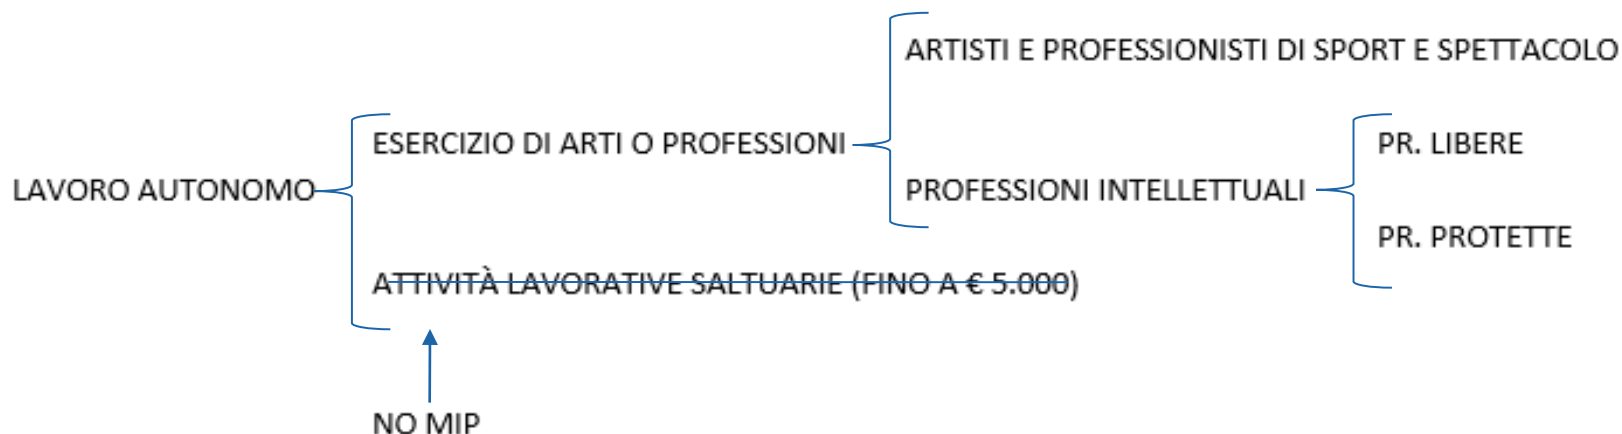 ARTISTI E PROFESSIONISTI DI SPORT E SPETTACOLO
ESERCIZIO DI ARTI O PROFESSIONI
PR. LIBERE
LAVORO AUTONOMO
PROFESSIONI INTELLETTUALI
PR. PROTETTE
ATTIVITÀ LAVORATIVE SALTUARIE (FINO A € 5.000)
NO MIP